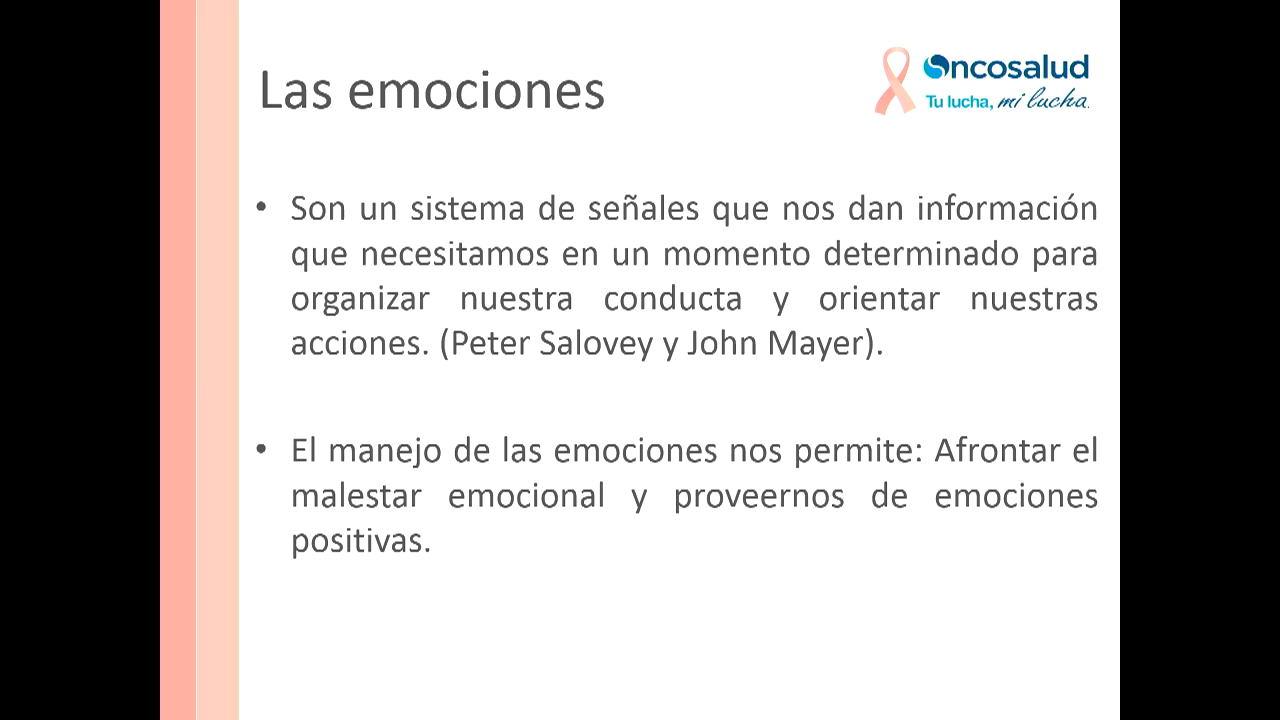 Las emociones
Oncosalud
Tu lucha, mi lucha.
• Son un sistema de señales que nos dan información
que necesitamos en un momento determinado para
organizar nuestra conducta y orientar nuestras
acciones. (Peter Salovey y John Mayer).
• El manejo de las emociones nos permite: Afrontar el
malestar emocional y proveernos de emociones
positivas.